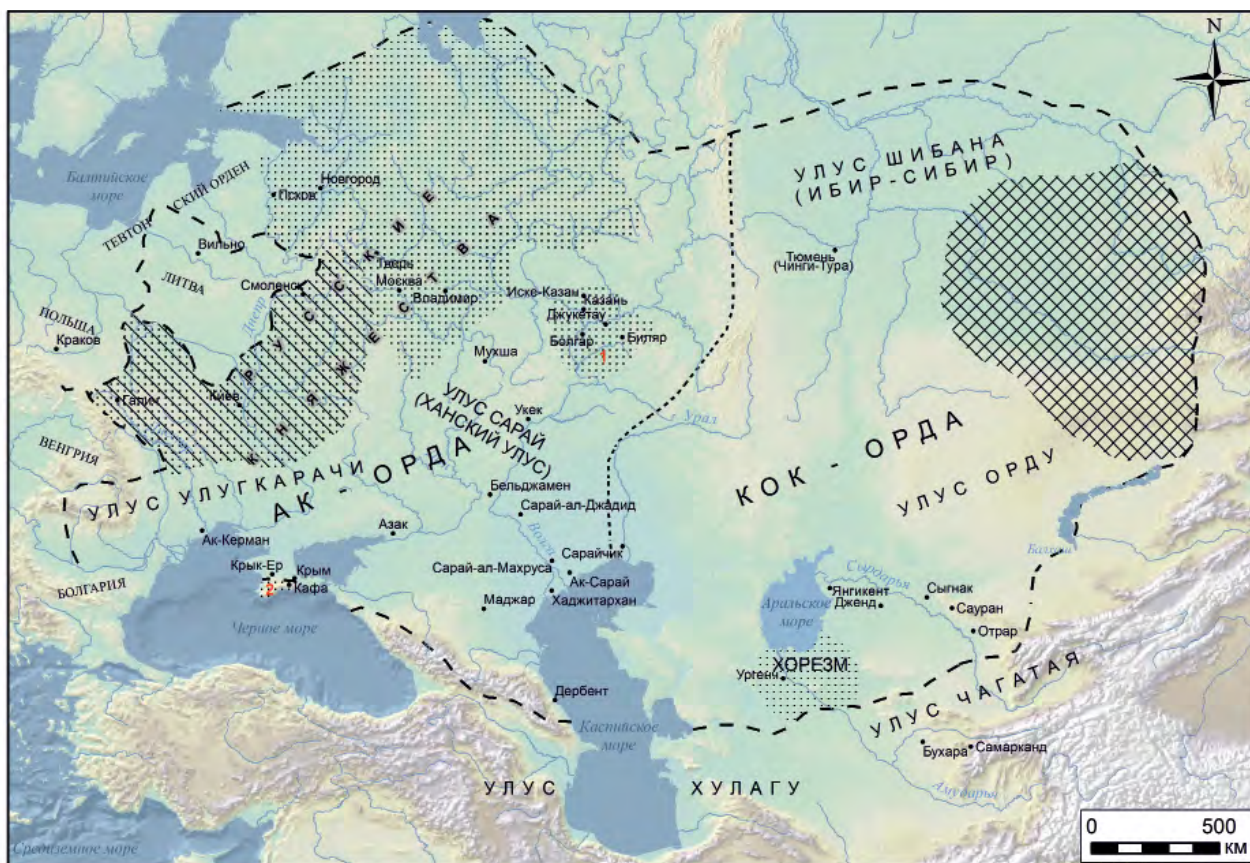 N
УЛУС ШИБАНА
(ИБИР-СИБИР)
Балтийское
море
ТЕВТОНСКИЙ ОРДЕН
Новгород
Псков
Вильно
ЛИТВА
РУССКИЕ
КНЯЖЕСТВА
Тюмень
(Чинги-Тура)
Тверь
Смоленск
Москва
Владимир
Иске-Казан
Казань
Джукетау
Болгар
Биляр
1
ПОЛЬША
Краков
Днепр
Мухша
Галич
Киев
УЛУС САРАЙ
(ХАНСКИЙ УЛУС)
Укек
г. Урал
ВЕНГРИЯ
УЛУС УЛУГКАРАЧИ
АК - ОРДА
КОК - ОРДА
УЛУС ОРДУ
Бельджамен
Сарай-ал-Джадид
Волга
Азак
Ак-Керман
Сарайчик
Балхаш
Крык-Ер
Крым
Кафа
2
Сарай-ал-Махруса
Ак-Сарай
Хаджитархан
Маджар
БОЛГАРИЯ
Черное море
Аральское
море
Сырдарья
Янгикент
Дженд
Сыгнак
Сауран
Отрар
ХОРЕЗМ
Ургенч
Дербент
Каспийское
море
УЛУС ЧАГАТАЯ
Бухара
Самарканд
Амударья
УЛУС ХУЛАГУ
Средиземное море
0 500
КМ